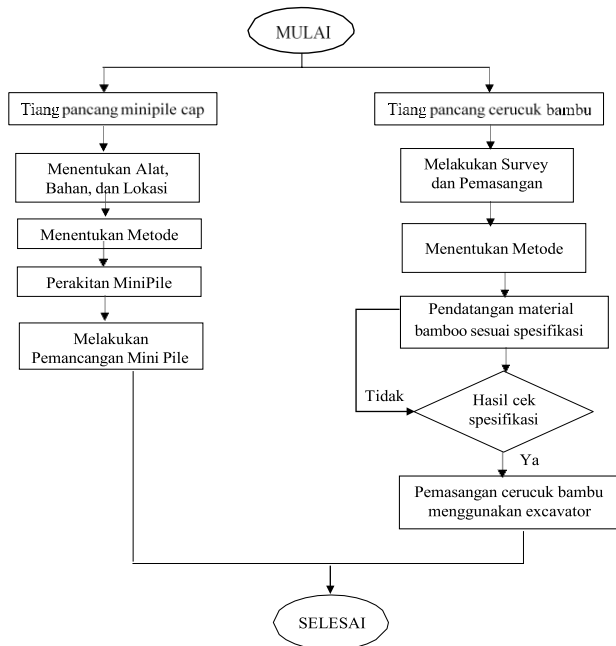 MULAI
Tiang pancang minipile cap
Menentukan Alat,
Bahan, dan Lokasi
Menentukan Metode
Perakitan MiniPile
Melakukan
Pemancangan Mini Pile
Tiang pancang cerucuk bambu
Melakukan Survey
dan Pemasangan
Menentukan Metode
Pendatangan material
bamboo sesuai spesifikasi
Tidak
Hasil cek
spesifikasi
Ya
Pemasangan cerucuk bambu
menggunakan excavator
SELESAI